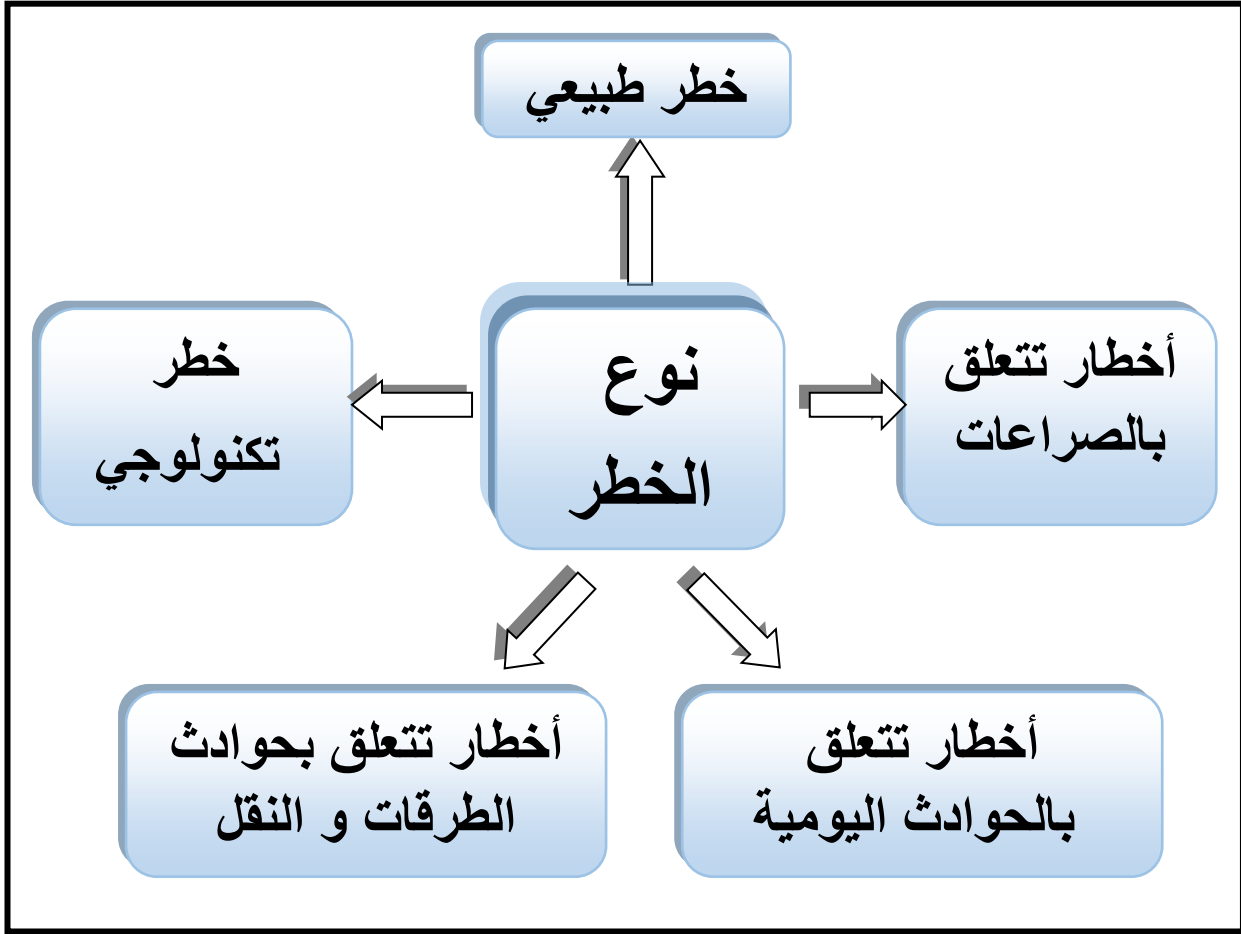 خطر طبيعي
أخطار تتعلق
بالصراعات
نوع
الخطر
خطر
تكنولوجي
أخطار تتعلق
بالحوادث اليومية
أخطار تتعلق بحوادث
الطرقات و النقل